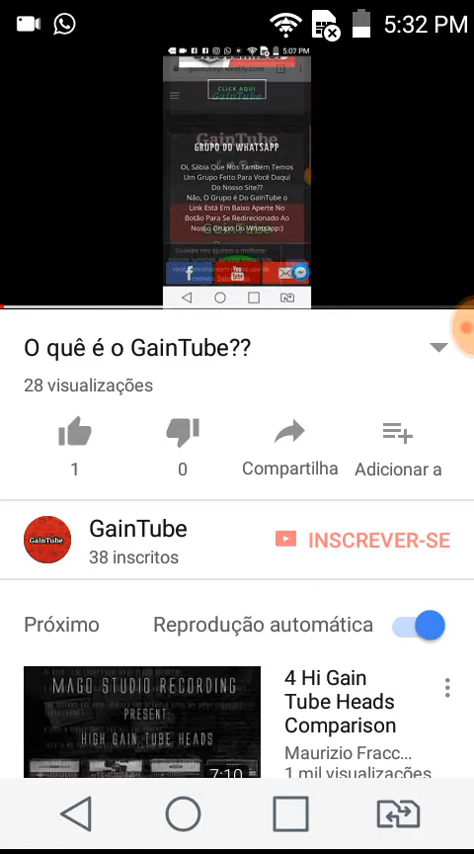 5:32 PM
5:07 PM
CLICK AQUI
GainTube
GainTube
GRUPO DO WHATSAPP
Oi, Sabia Que Nós Também Temos
Um Grupo Feito Para Você Daqui
Do Nosso Site??
Não, O Grupo É Do GainTube o
Link Está Em Baixo Aperte No
Botão Para Se Redirecionado Ao
Nosso Grupo Do Whatsapp:)
O quê é o GainTube??
28 visualizações
1
0
Compartilha
Adicionar a
GainTube
GainTube
38 inscritos
INSCREVER-SE
Próximo
Reprodução automática
MAGO STUDIO RECORDING
PRESENT:
HIGH GAIN TUBE HEADS
7:10
4 Hi Gain
Tube Heads
Comparison
Maurizio Fracc...
1 mil visualizações